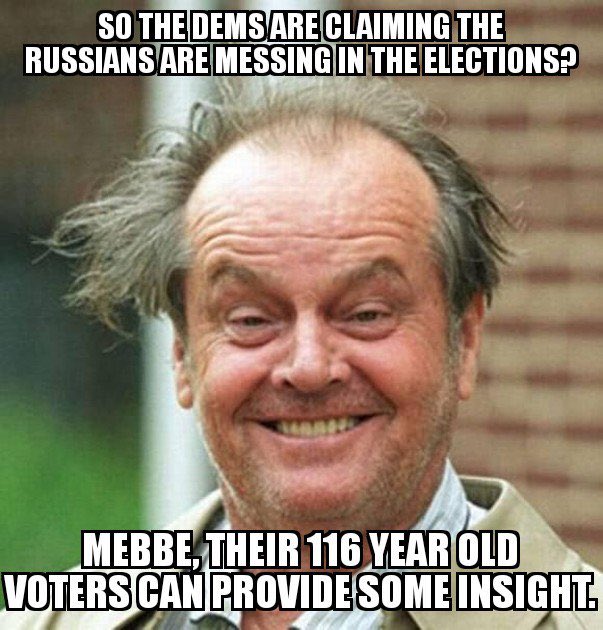 SO THE DEMS ARE CLAIMING THE
RUSSIANS ARE MESSING IN THE ELECTIONS?
MEBBE, THEIR 116 YEAR OLD
VOTERS CAN PROVIDE SOME INSIGHT.